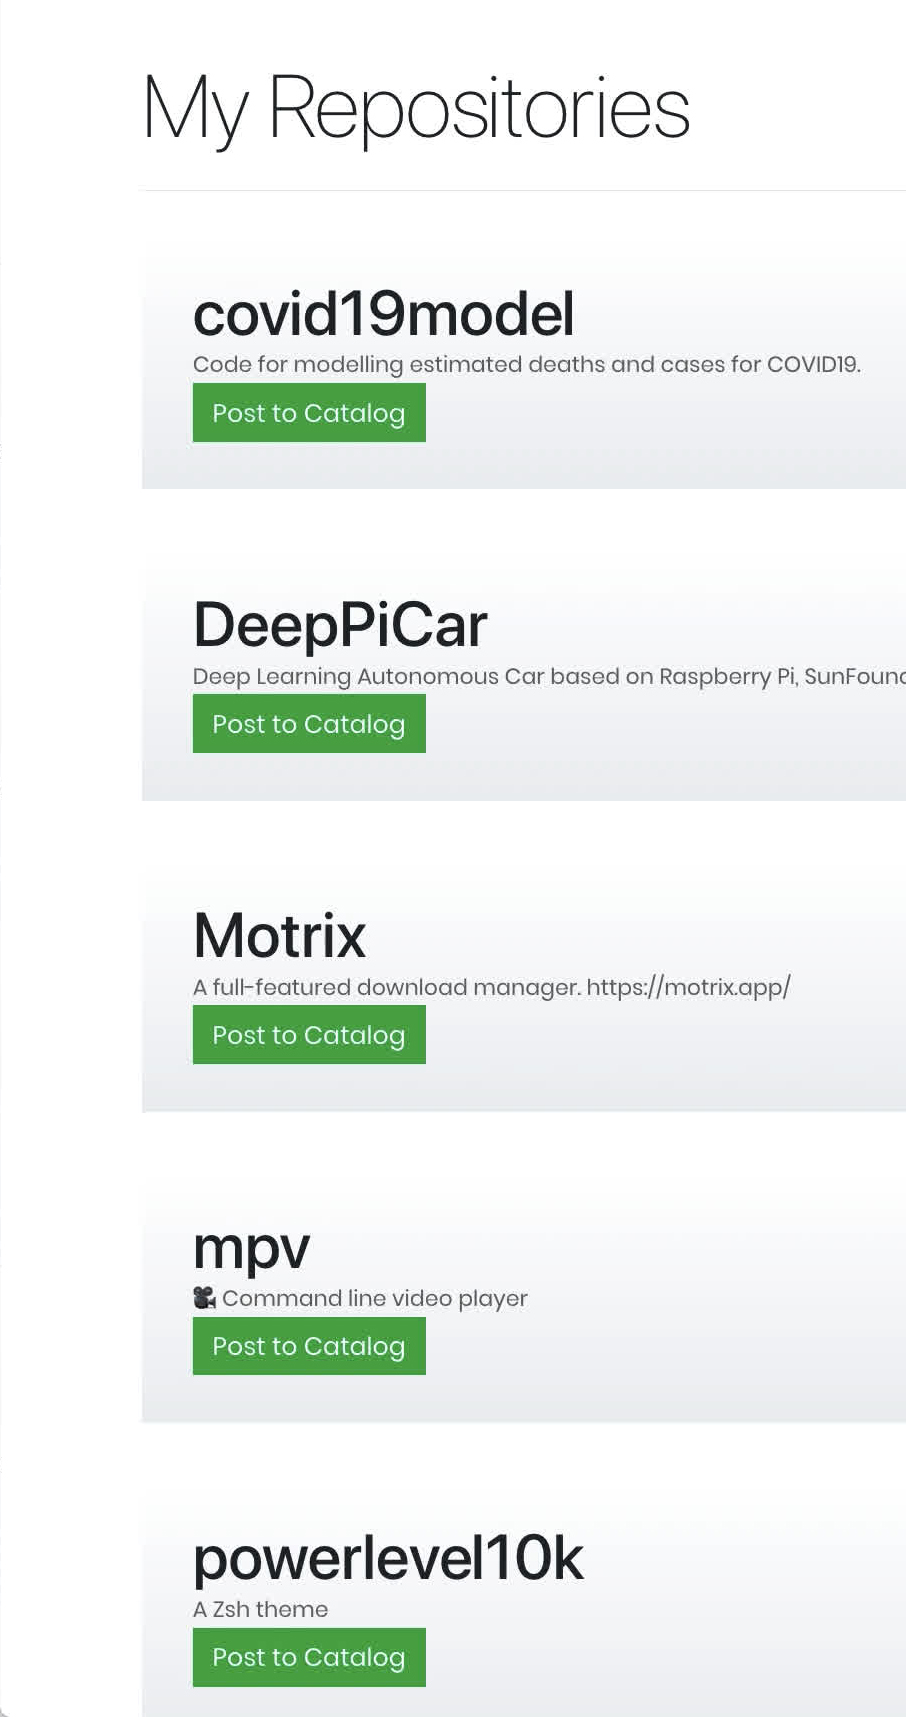 My Repositories
covid19model
Code for modelling estimated deaths and cases for COVID19.
Post to Catalog
DeepPiCar
Deep Learning Autonomous Car based on Raspberry Pi, SunFound
Post to Catalog
Motrix
A full-featured download manager. https://motrix.app/
Post to Catalog
mpv
🎥 Command line video player
Post to Catalog
powerlevel10k
A Zsh theme
Post to Catalog